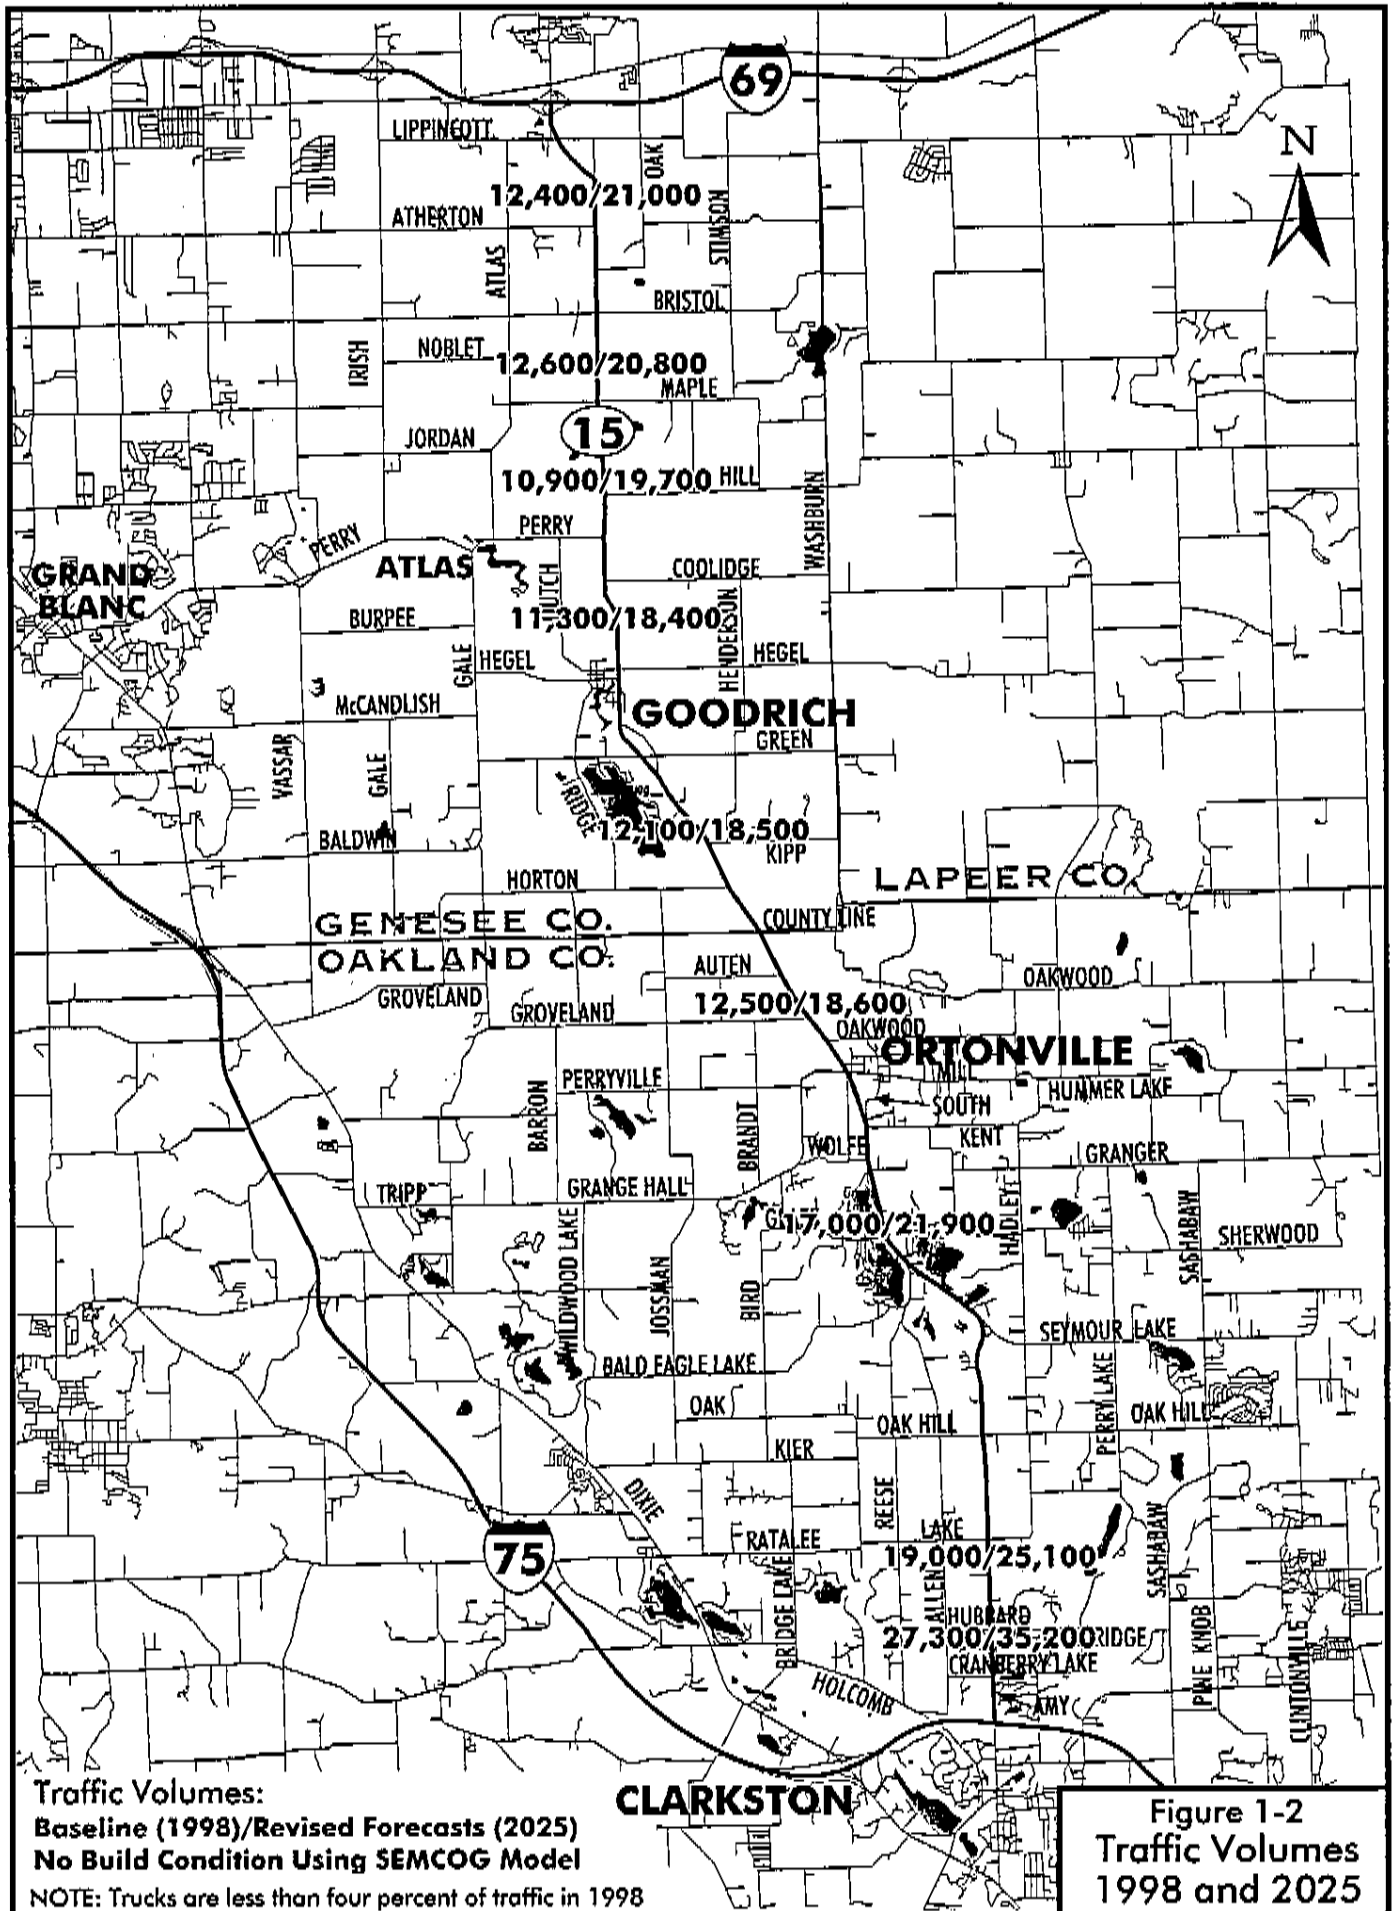 69
LIPPINCOTT
N
OAK
12,400/21,000
ATHERTON
STIMSON
ATLAS
BRISTOL
NOBLET
IRISH
12,600/20,800
MAPLE
15
JORDAN
10,900/19,700
HILL
WASHBURN
PERRY
PERRY
ATLAS
COOLIDGE
GRAND
BLANC
DUTCH
BURPEE
11,300/18,400
HENDERSON
GALE
HEGEL
HEGEL
McCANDLISH
GOODRICH
GREEN
VASSAR
GALE
RIDGE
12,100/18,500
BALDWIN
KIPP
HORTON
LAPEER CO.
GENESEE CO.
COUNTY LINE
OAKLAND CO.
AUTEN
OAKWOOD
GROVELAND
GROVELAND
12,500/18,600
OAKWOOD
ORTONVILLE
MILL
PERRYVILLE
HUMMER LAKE
BARRON
SOUTH
BRANDT
KENT
WOLFE
GRANGER
TRIPP
GRANGE HALL
HADLEY
SASHABAW
17,000/21,900
SHERWOOD
WILDWOOD LAKE
JOSSMAN
BIRD
SEYMOUR LAKE
BALD EAGLE LAKE
PERRY LAKE
OAK
OAK HILL
OAK HILL
KIER
DIXIE
REESE
RATALEE
LAKE
SASHABAW
75
19,000/25,100
BRIDGE LAKE
ALLEN
HUBBARD
27,300/35,200
RIDGE
CRANBERRY LAKE
PINE KNOB
CLINTONVILLE
HOLCOMB
AMY
CLARKSTON
Traffic Volumes:
Baseline (1998)/Revised Forecasts (2025)
No Build Condition Using SEMCOG Model
NOTE: Trucks are less than four percent of traffic in 1998
Figure 1-2
Traffic Volumes
1998 and 2025